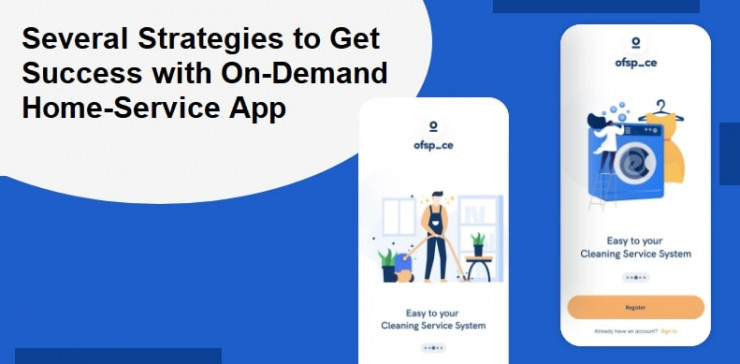 Several Strategies to Get
Success with On-Demand
Home-Service App
ofsp_ce
Easy to your
Cleaning Service System
ofsp_ce
Easy to your
Cleaning Service System
Register
Already have an account? Sign in